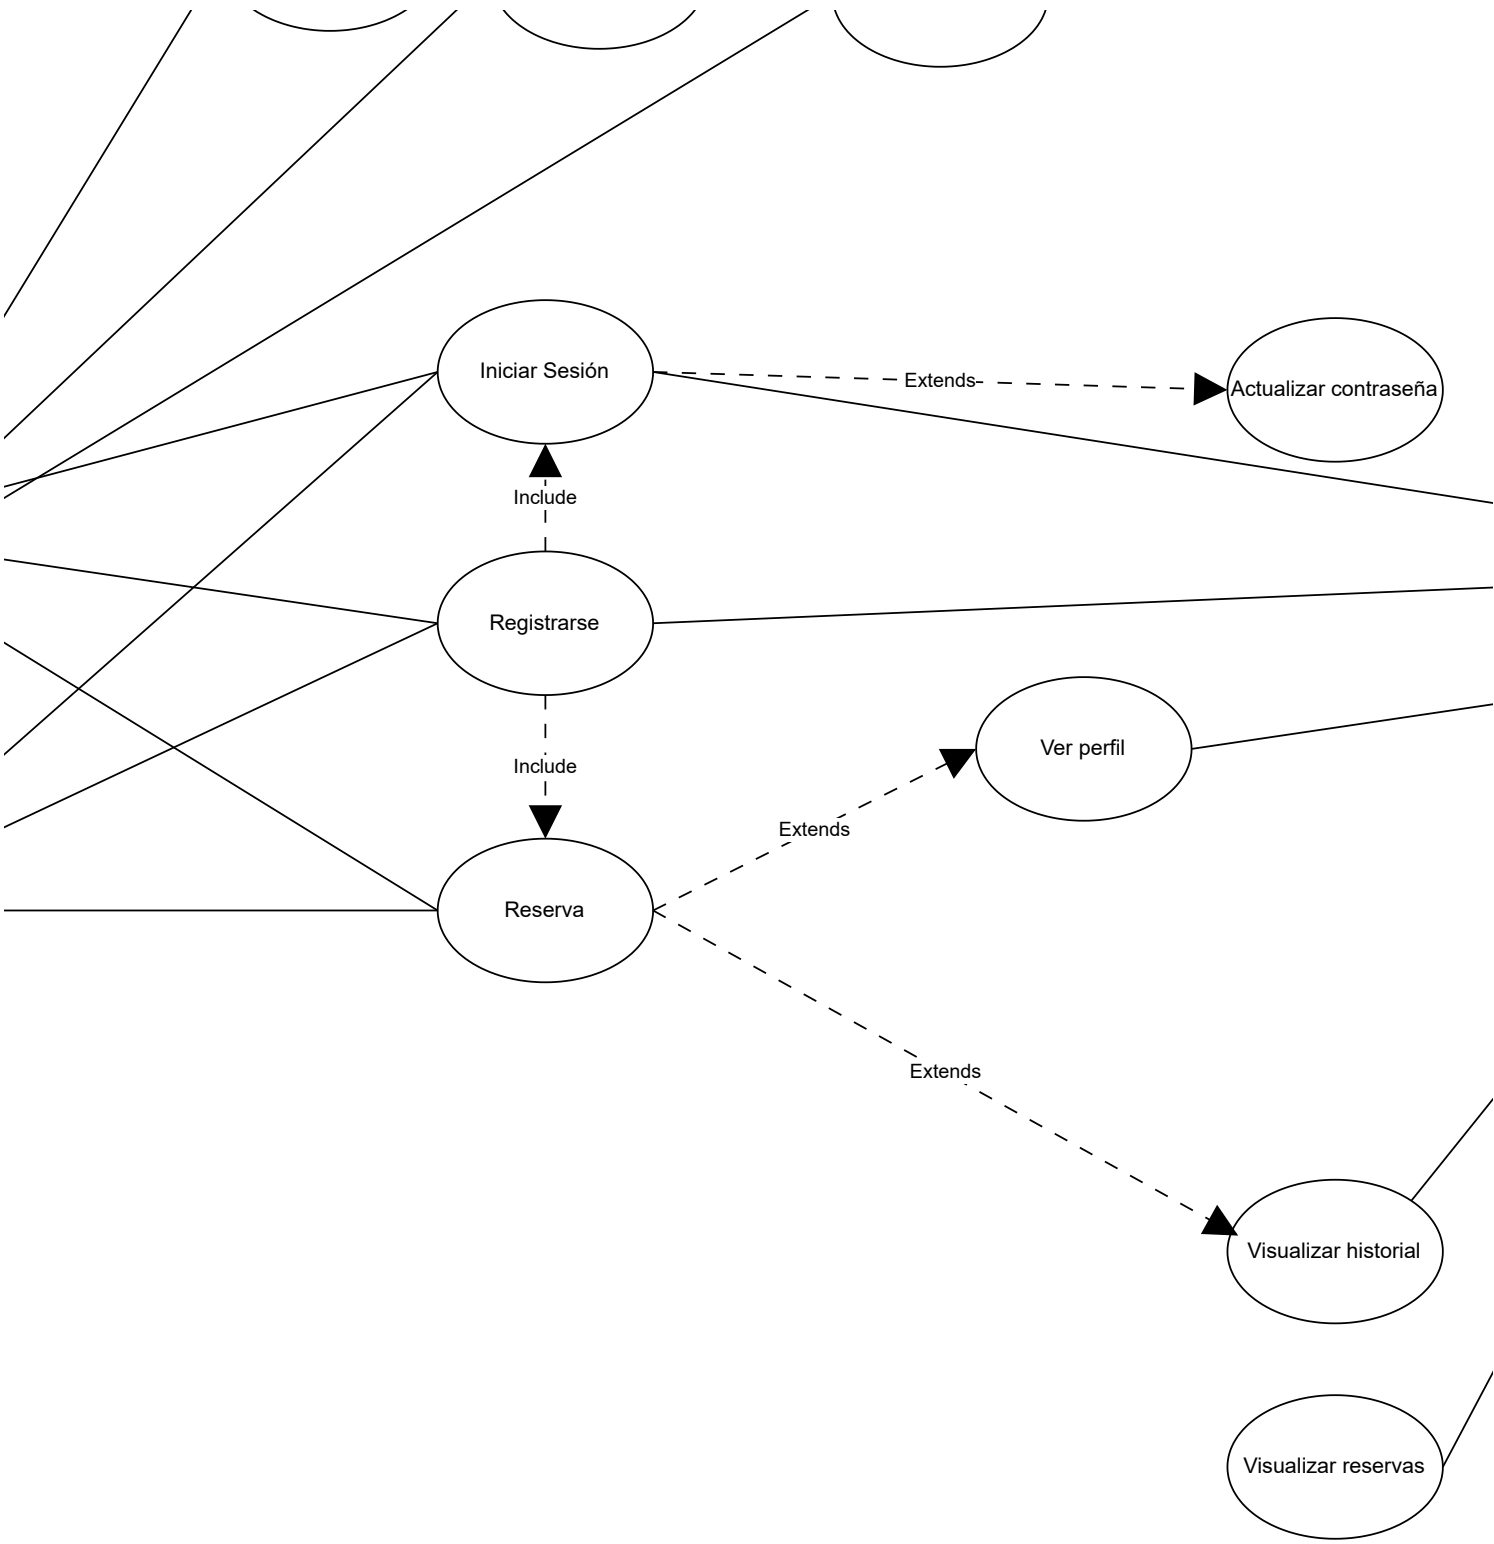 Iniciar Sesión
Extends
Actualizar contraseña
Include
Registrarse
Include
Ver perfil
Extends
Reserva
Extends
Visualizar historial
Visualizar reservas